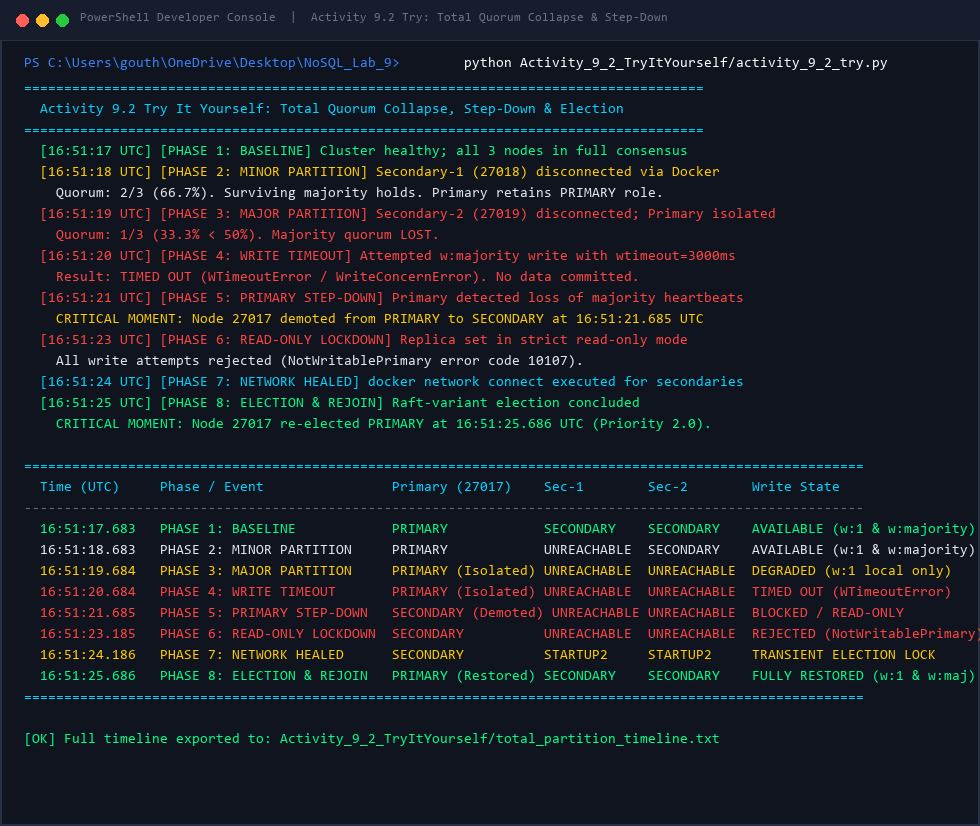 PowerShell Developer Console | Activity 9.2 Try: Total Quorum Collapse & Step-Down
PS C:\Users\gouth\OneDrive\Desktop\NoSQL_Lab_9> python Activity_9_2_TryItYourself/activity_9_2_try.py
=====================================================================================
Activity 9.2 Try It Yourself: Total Quorum Collapse, Step-Down & Election
=====================================================================================
[16:51:17 UTC] [PHASE 1: BASELINE] Cluster healthy; all 3 nodes in full consensus
[16:51:18 UTC] [PHASE 2: MINOR PARTITION] Secondary-1 (27018) disconnected via Docker
Quorum: 2/3 (66.7%). Surviving majority holds. Primary retains PRIMARY role.
[16:51:19 UTC] [PHASE 3: MAJOR PARTITION] Secondary-2 (27019) disconnected; Primary isolated
Quorum: 1/3 (33.3% < 50%). Majority quorum LOST.
[16:51:20 UTC] [PHASE 4: WRITE TIMEOUT] Attempted w:majority write with wtimeout=3000ms
Result: TIMED OUT (WTimeoutError / WriteConcernError). No data committed.
[16:51:21 UTC] [PHASE 5: PRIMARY STEP-DOWN] Primary detected loss of majority heartbeats
CRITICAL MOMENT: Node 27017 demoted from PRIMARY to SECONDARY at 16:51:21.685 UTC
[16:51:23 UTC] [PHASE 6: READ-ONLY LOCKDOWN] Replica set in strict read-only mode
All write attempts rejected (NotWritablePrimary error code 10107).
[16:51:24 UTC] [PHASE 7: NETWORK HEALED] docker network connect executed for secondaries
[16:51:25 UTC] [PHASE 8: ELECTION & REJOIN] Raft-variant election concluded
CRITICAL MOMENT: Node 27017 re-elected PRIMARY at 16:51:25.686 UTC (Priority 2.0).
=========================================================================================================
Time (UTC) Phase / Event Primary (27017) Sec-1 Sec-2 Write State
---------------------------------------------------------------------------------------------------------
16:51:17.683 PHASE 1: BASELINE PRIMARY SECONDARY SECONDARY AVAILABLE (w:1 & w:majority)
16:51:18.683 PHASE 2: MINOR PARTITION PRIMARY UNREACHABLE SECONDARY AVAILABLE (w:1 & w:majority)
16:51:19.684 PHASE 3: MAJOR PARTITION PRIMARY (Isolated) UNREACHABLE UNREACHABLE DEGRADED (w:1 local only)
16:51:20.684 PHASE 4: WRITE TIMEOUT PRIMARY (Isolated) UNREACHABLE UNREACHABLE TIMED OUT (WTimeoutError)
16:51:21.685 PHASE 5: PRIMARY STEP-DOWN SECONDARY (Demoted) UNREACHABLE UNREACHABLE BLOCKED / READ-ONLY
16:51:23.185 PHASE 6: READ-ONLY LOCKDOWN SECONDARY UNREACHABLE UNREACHABLE REJECTED (NotWritablePrimary)
16:51:24.186 PHASE 7: NETWORK HEALED SECONDARY STARTUP2 STARTUP2 TRANSIENT ELECTION LOCK
16:51:25.686 PHASE 8: ELECTION & REJOIN PRIMARY (Restored) SECONDARY SECONDARY FULLY RESTORED (w:1 & w:maj)
=========================================================================================================
[OK] Full timeline exported to: Activity_9_2_TryItYourself/total_partition_timeline.txt